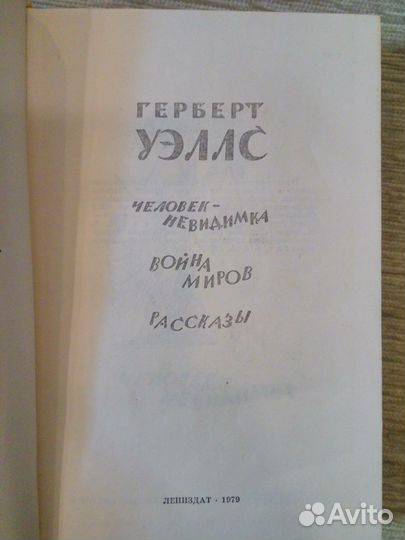 ГЕРБЕРТ
УЭЛЛС
ЧЕЛОВЕК-
НЕВИДИМКА
ВОЙНА
МИРОВ
РАССКАЗЫ
ЛЕНИЗДАТ · 1979
Avito